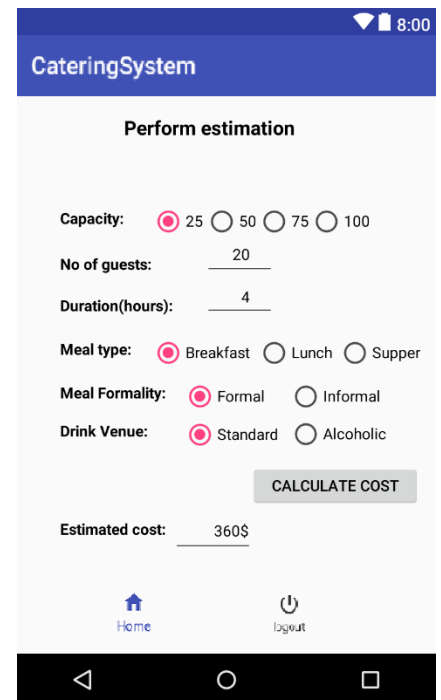 8:00
CateringSystem
Perform estimation
Capacity: 25 50 75 100
No of guests: 20
Duration(hours): 4
Meal type: Breakfast Lunch Supper
Meal Formality: Formal Informal
Drink Venue: Standard Alcoholic
CALCULATE COST
Estimated cost: 360$
Home logout